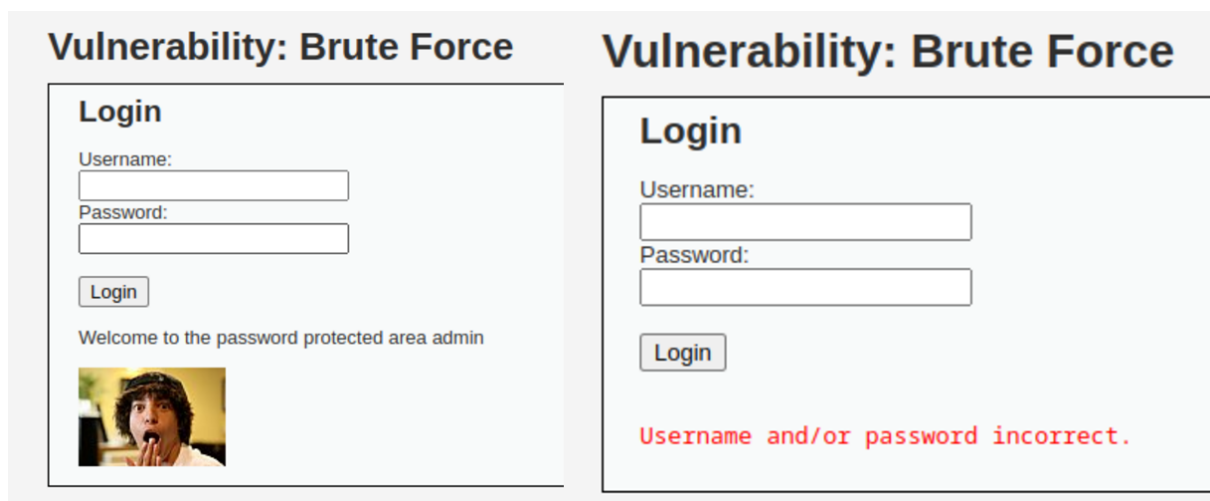 Vulnerability: Brute Force
Login
Username:
Password:
Login
Welcome to the password protected area admin
Vulnerability: Brute Force
Login
Username:
Password:
Login
Username and/or password incorrect.